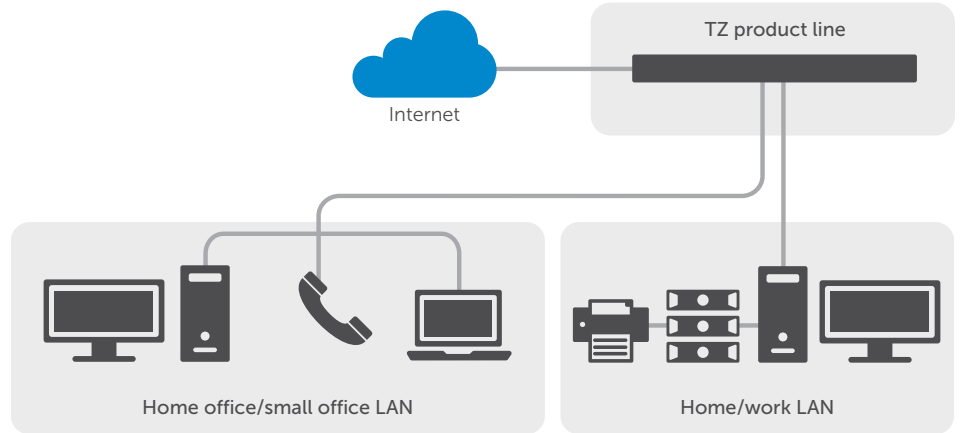 TZ product line
Internet
Home office/small office LAN
Home/work LAN